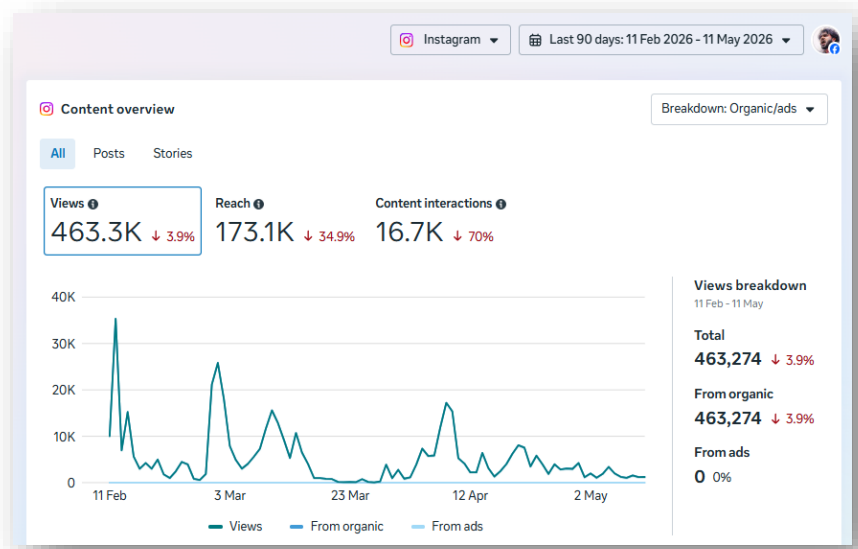 Instagram
Last 90 days: 11 Feb 2026 - 11 May 2026
Content overview
Breakdown: Organic/ads
All Posts Stories
Views Reach Content interactions
463.3K ↓ 3.9% 173.1K ↓ 34.9% 16.7K ↓ 70%
40K
30K
20K
10K
0
11 Feb 3 Mar 23 Mar 12 Apr 2 May
Views From organic From ads
Views breakdown
11 Feb - 11 May
Total
463,274 ↓ 3.9%
From organic
463,274 ↓ 3.9%
From ads
0 0%